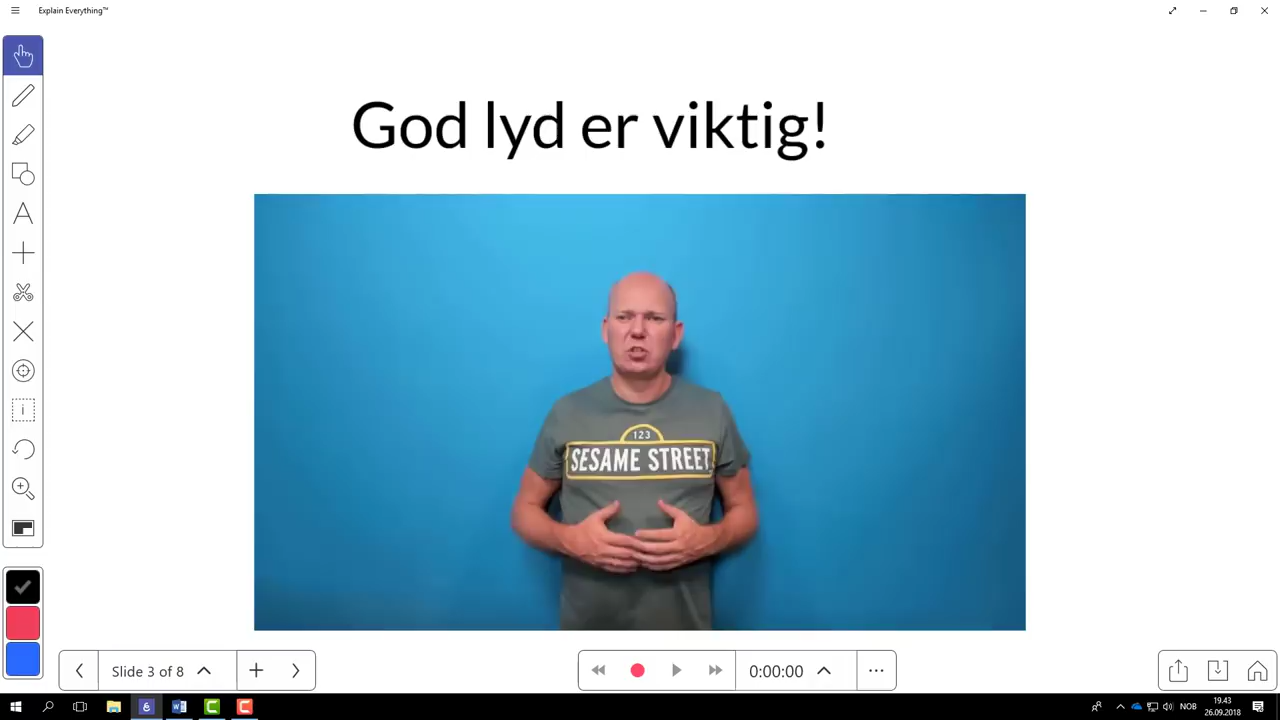 Explain Everything™
God lyd er viktig!
123
SESAME STREET
Slide 3 of 8
0:00:00
NOB
19.43
26.09.2018